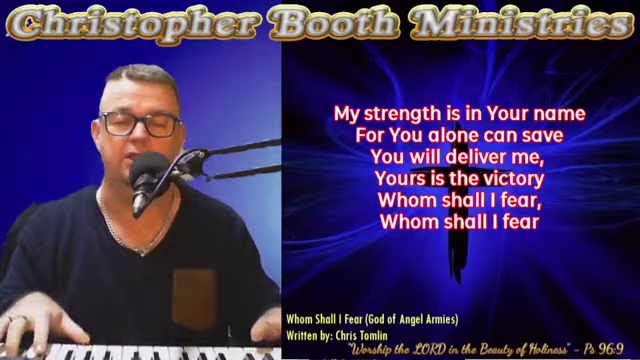 Christopher Booth Ministries
My strength is in Your name
For You alone can save
You will deliver me,
Yours is the victory
Whom shall I fear,
Whom shall I fear
Whom Shall I Fear (God of Angel Armies)
Written by: Chris Tomlin
"Worship the LORD in the Beauty of Holiness" - Ps 96:9